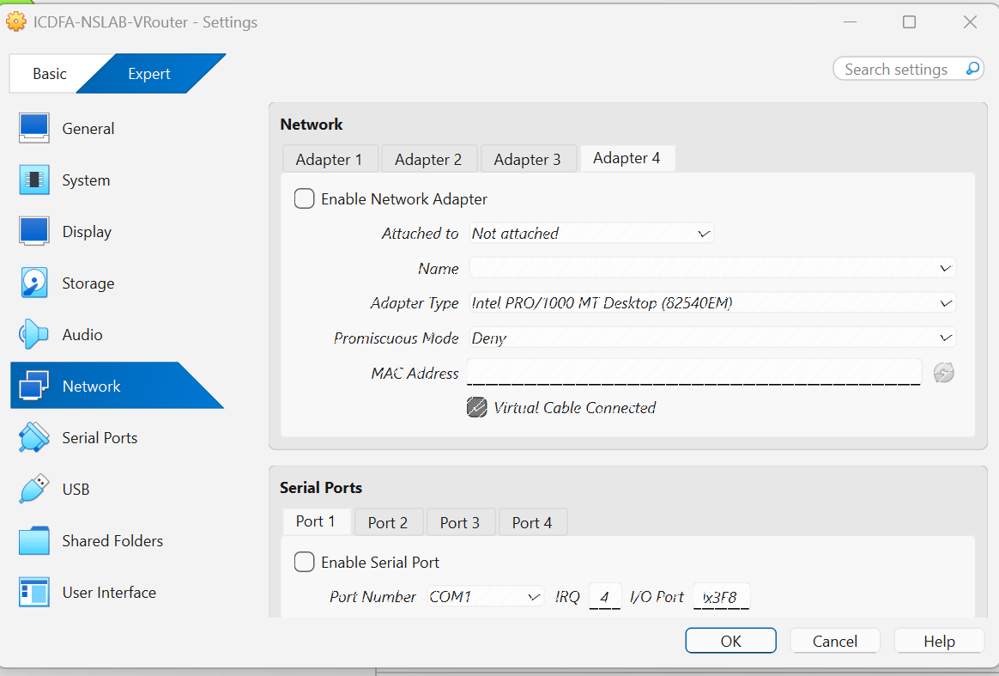 ICDFA-NSLAB-VRouter - Settings
Basic
Expert
Search settings
General
System
Display
Storage
Audio
Network
Serial Ports
USB
Shared Folders
User Interface
Network
Adapter 1
Adapter 2
Adapter 3
Adapter 4
Enable Network Adapter
Attached to Not attached
Name
Adapter Type Intel PRO/1000 MT Desktop (82540EM)
Promiscuous Mode Deny
MAC Address
Virtual Cable Connected
Serial Ports
Port 1
Port 2
Port 3
Port 4
Enable Serial Port
Port Number COM1 IRQ 4 I/O Port 0x3F8
OK
Cancel
Help